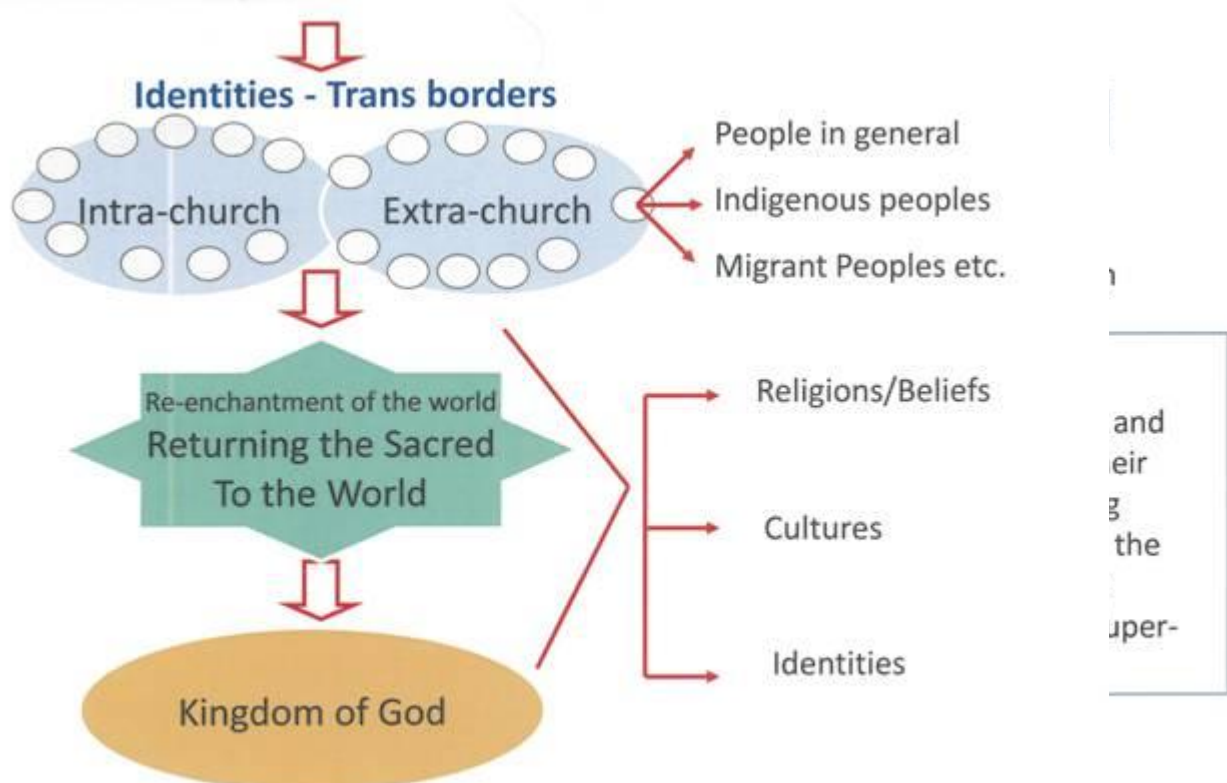 Identities - Trans borders
Intra-church
Extra-church
People in general
Indigenous peoples
Migrant Peoples etc.
Re-enchantment of the world
Returning the Sacred
To the World
Kingdom of God
Religions/Beliefs
Cultures
Identities
and
the